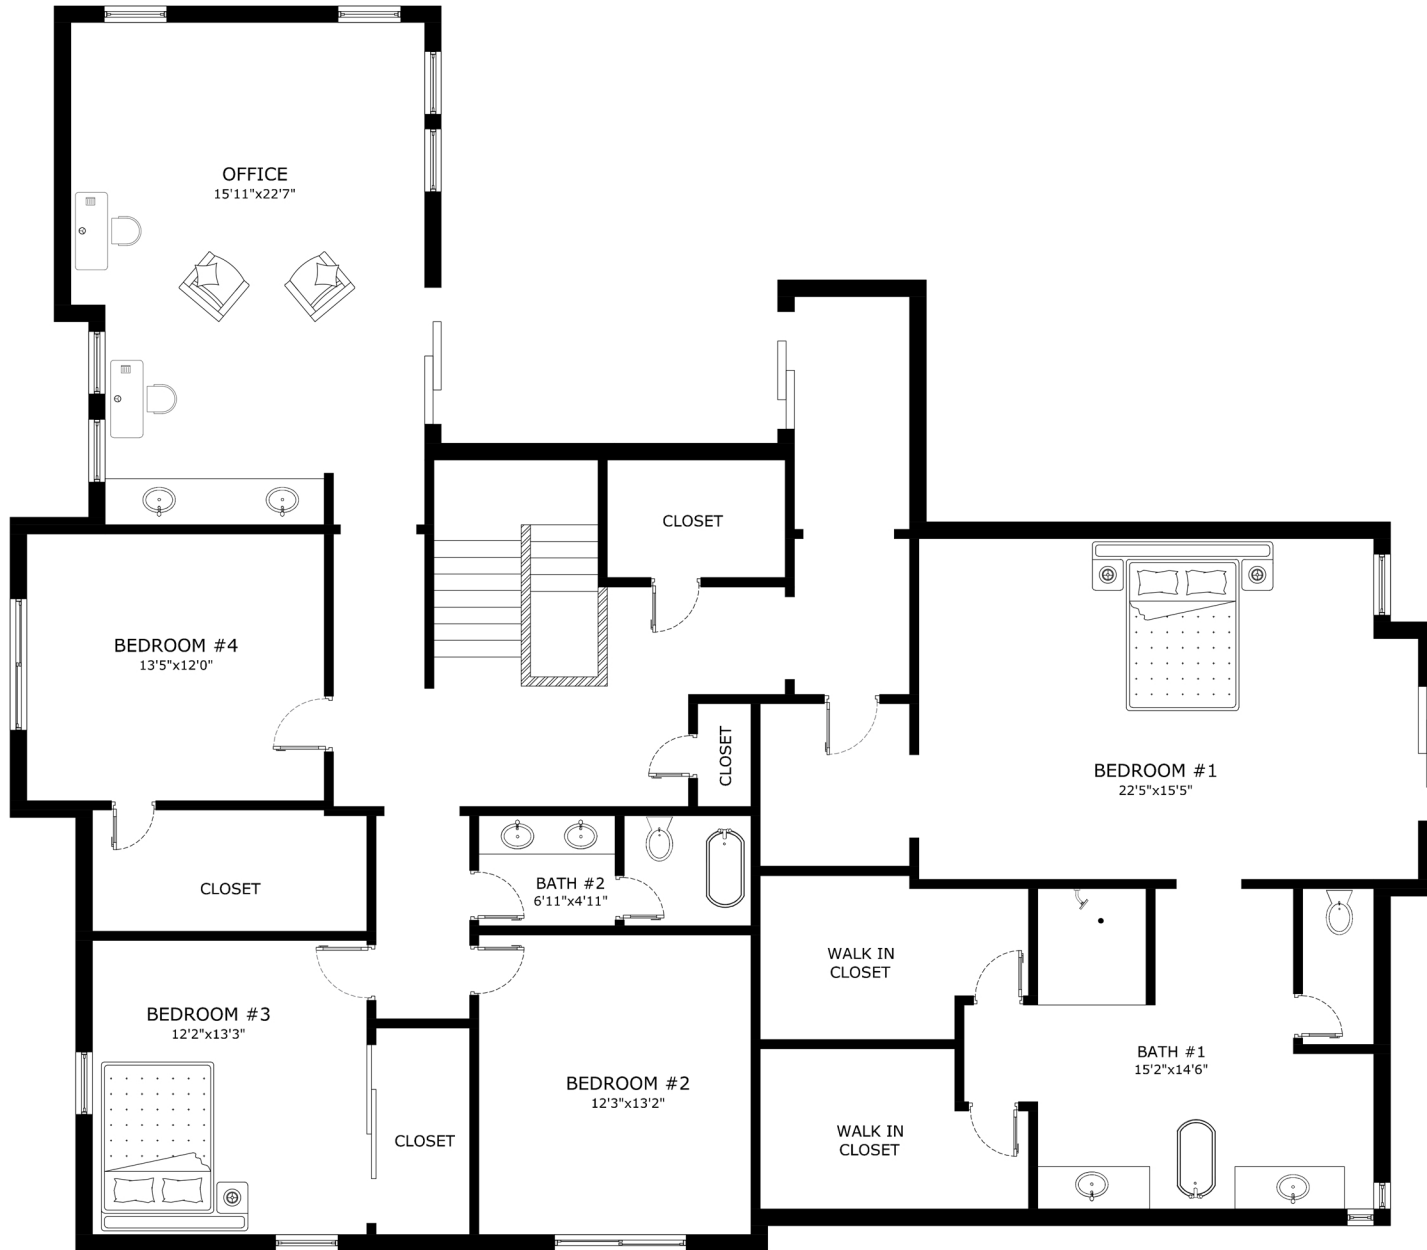 OFFICE
15'11"x22'7"
CLOSET
BEDROOM #4
13'5"x12'0"
CLOSET
BEDROOM #1
22'5"x15'5"
CLOSET
BATH #2
6'11"x4'11"
WALK IN
CLOSET
BEDROOM #3
12'2"x13'3"
BATH #1
15'2"x14'6"
BEDROOM #2
12'3"x13'2"
CLOSET
WALK IN
CLOSET